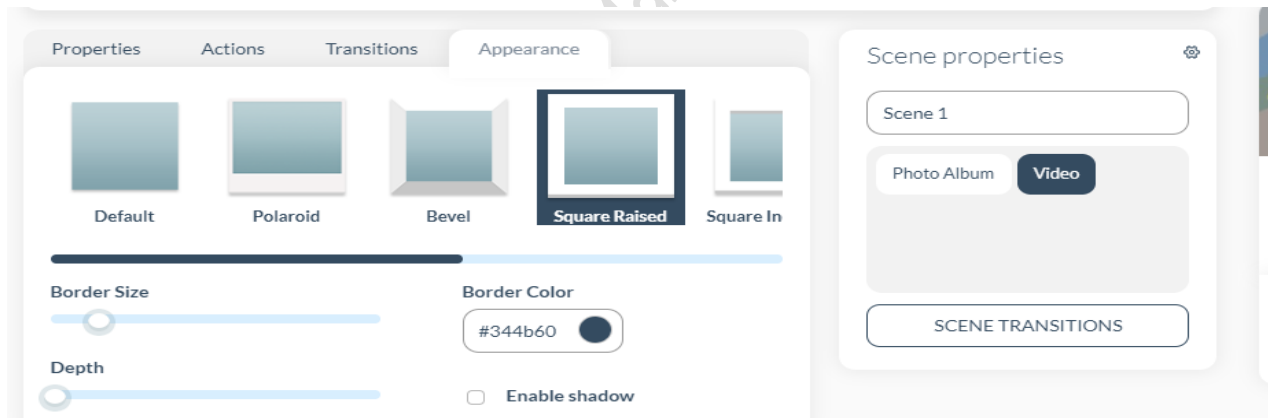 Properties Actions Transitions Appearance
Default Polaroid Bevel Square Raised Square In
Border Size
Border Color
#344b60
Depth
Enable shadow
Scene properties
Scene 1
Photo Album Video
SCENE TRANSITIONS